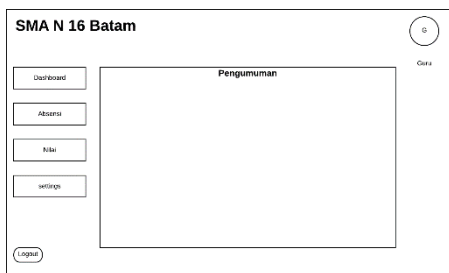 SMA N 16 Batam
G
Guru
Dashboard
Pengumuman
Absensi
Nilai
settings
Logout